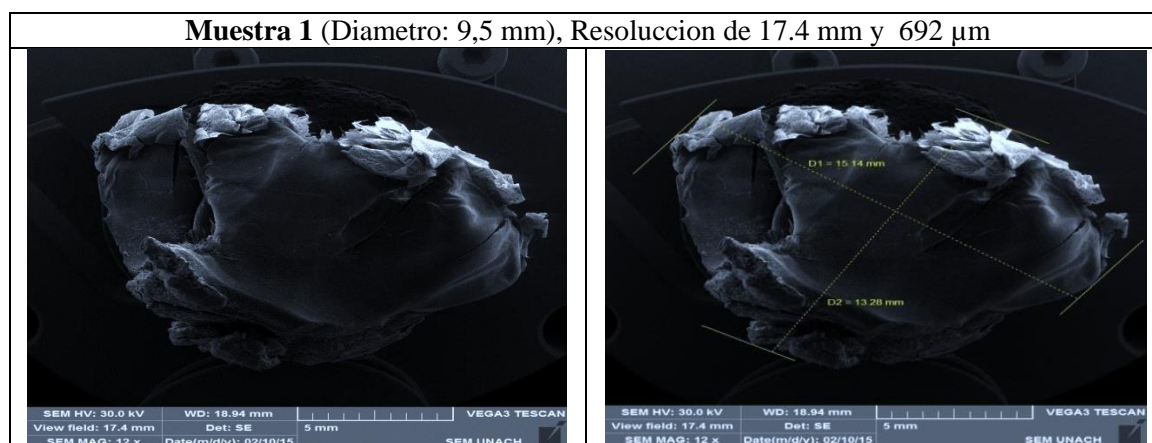 Muestra 1 (Diametro: 9,5 mm), Resoluccion de 17.4 mm y 692 µm
SEM HV: 30.0 kV WD: 18.94 mm VEGA3 TESCAN
View field: 17.4 mm Det: SE 5 mm
SEM MAG: 12 x Date(m/d/y): 02/10/15 SEM UNACH
D1 = 15.14 mm
D2 = 13.28 mm
SEM HV: 30.0 kV WD: 18.94 mm VEGA3 TESCAN
View field: 17.4 mm Det: SE 5 mm
SEM MAG: 12 x Date(m/d/y): 02/10/15 SEM UNACH